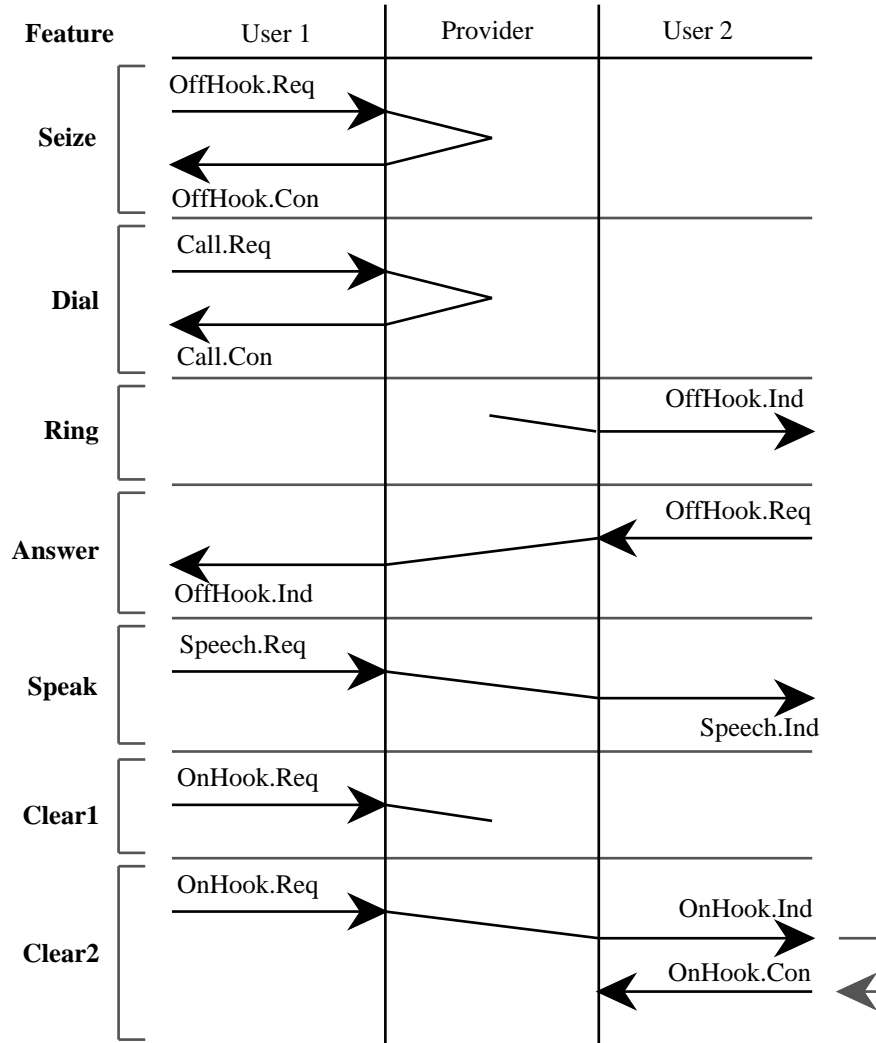 Feature User 1 Provider User 2
OffHook.Req
Seize
OffHook.Con
Call.Req
Dial
Call.Con
OffHook.Ind
Ring
OffHook.Req
Answer
OffHook.Ind
Speech.Req
Speak
Speech.Ind
OnHook.Req
Clear1
OnHook.Req
OnHook.Ind
Clear2
OnHook.Con